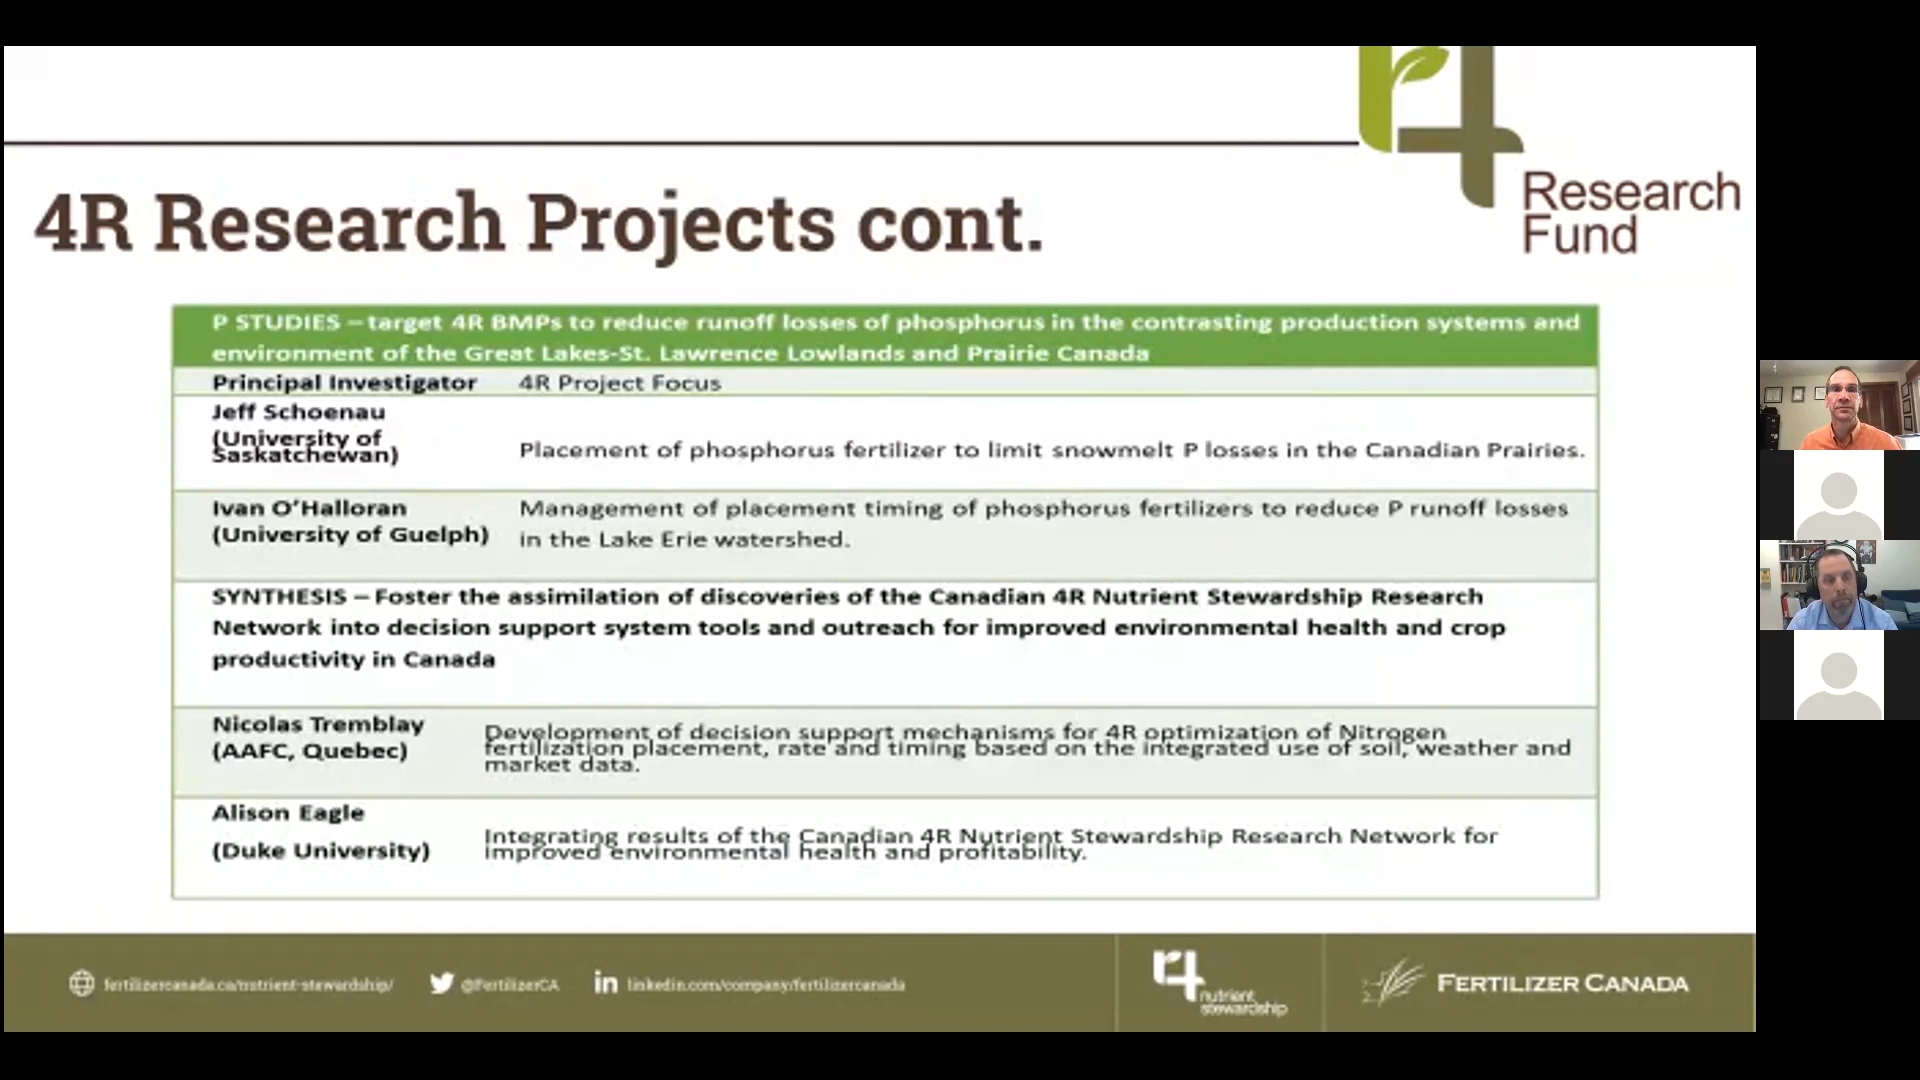 Research
Fund
4R Research Projects cont.
P STUDIES – target 4R BMPs to reduce runoff losses of phosphorus in the contrasting production systems and
environment of the Great Lakes-St. Lawrence Lowlands and Prairie Canada
Principal Investigator 4R Project Focus
Jeff Schoenau
(University of
Saskatchewan)
Placement of phosphorus fertilizer to limit snowmelt P losses in the Canadian Prairies.
Ivan O’Halloran
(University of Guelph)
Management of placement timing of phosphorus fertilizers to reduce P runoff losses
in the Lake Erie watershed.
SYNTHESIS – Foster the assimilation of discoveries of the Canadian 4R Nutrient Stewardship Research
Network into decision support system tools and outreach for improved environmental health and crop
productivity in Canada
Nicolas Tremblay
(AAFC, Quebec)
Development of decision support mechanisms for 4R optimization of Nitrogen
fertilization placement, rate and timing based on the integrated use of soil, weather and
market data.
Alison Eagle
(Duke University)
Integrating results of the Canadian 4R Nutrient Stewardship Research Network for
improved environmental health and profitability.
fertilizercanada.ca/nutrient-stewardship/ @FertilizerCA linkedin.com/company/fertilizercanada
nutrient
stewardship
FERTILIZER CANADA